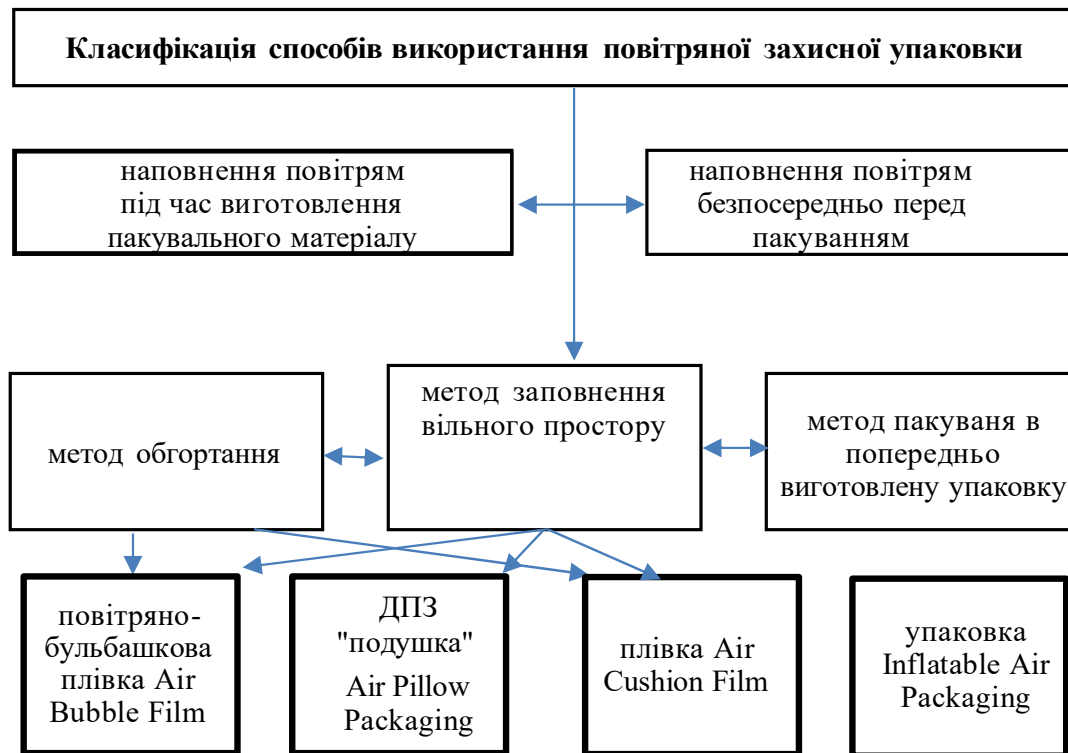 Класифікація способів використання повітряної захисної упаковки
наповнення повітрям
під час виготовлення
пакувального матеріалу
наповнення повітрям
безпосередньо перед
пакуванням
метод обгортання
метод заповнення
вільного простору
метод пакуваня в
попередньо
виготовлену упаковку
повітряно-
бульбашкова
плівка Air
Bubble Film
ДПЗ
"подушка"
Air Pillow
Packaging
плівка Air
Cushion Film
упаковка
Inflatable Air
Packaging